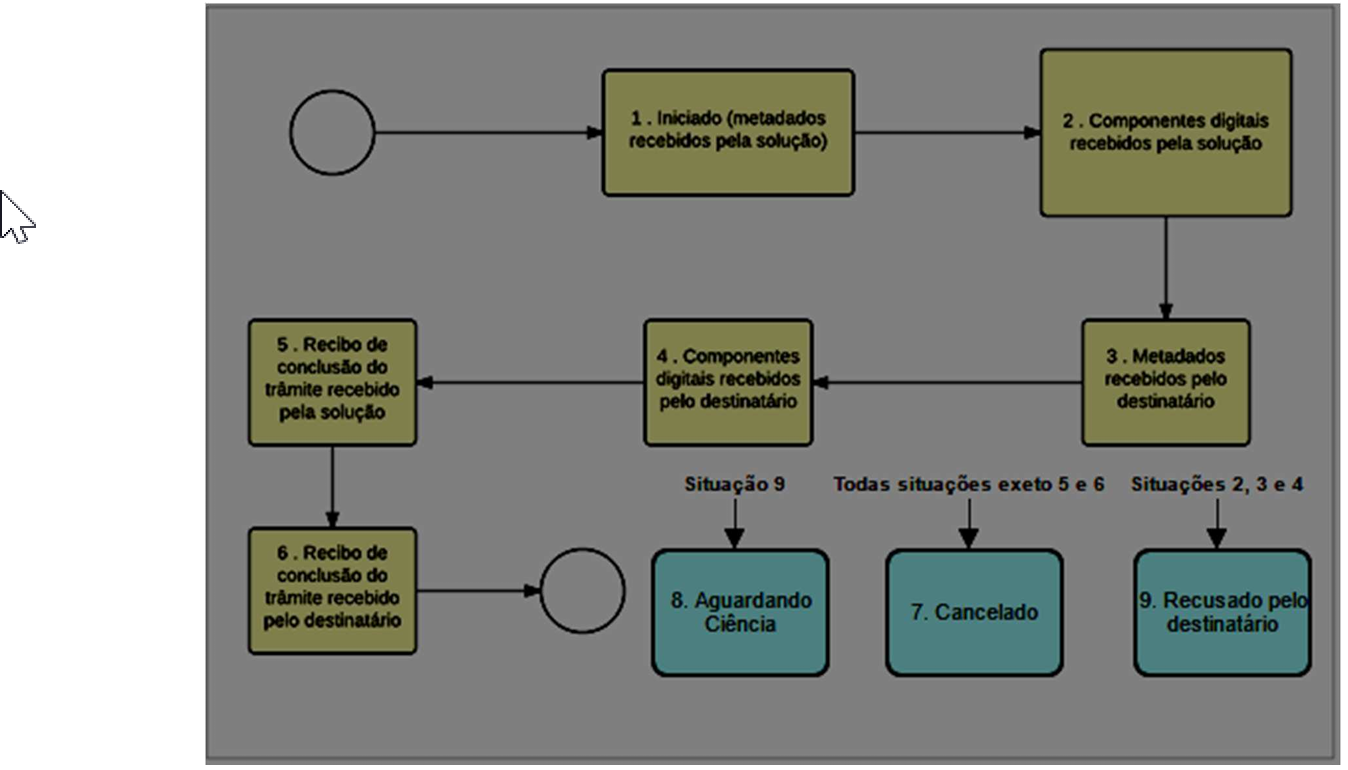 1 . Iniciado (metadados
recebidos pela solução)
2 . Componentes digitais
recebidos pela solução
5 . Recibo de
conclusão do
trâmite recebido
pela solução
4 . Componentes
digitais recebidos
pelo destinatário
3 . Metadados
recebidos pelo
destinatário
Situação 9
Todas situações exeto 5 e 6
Situações 2, 3 e 4
6 . Recibo de
conclusão do
trâmite recebido
pelo destinatário
8. Aguardando
Ciência
7. Cancelado
9. Recusado pelo
destinatário